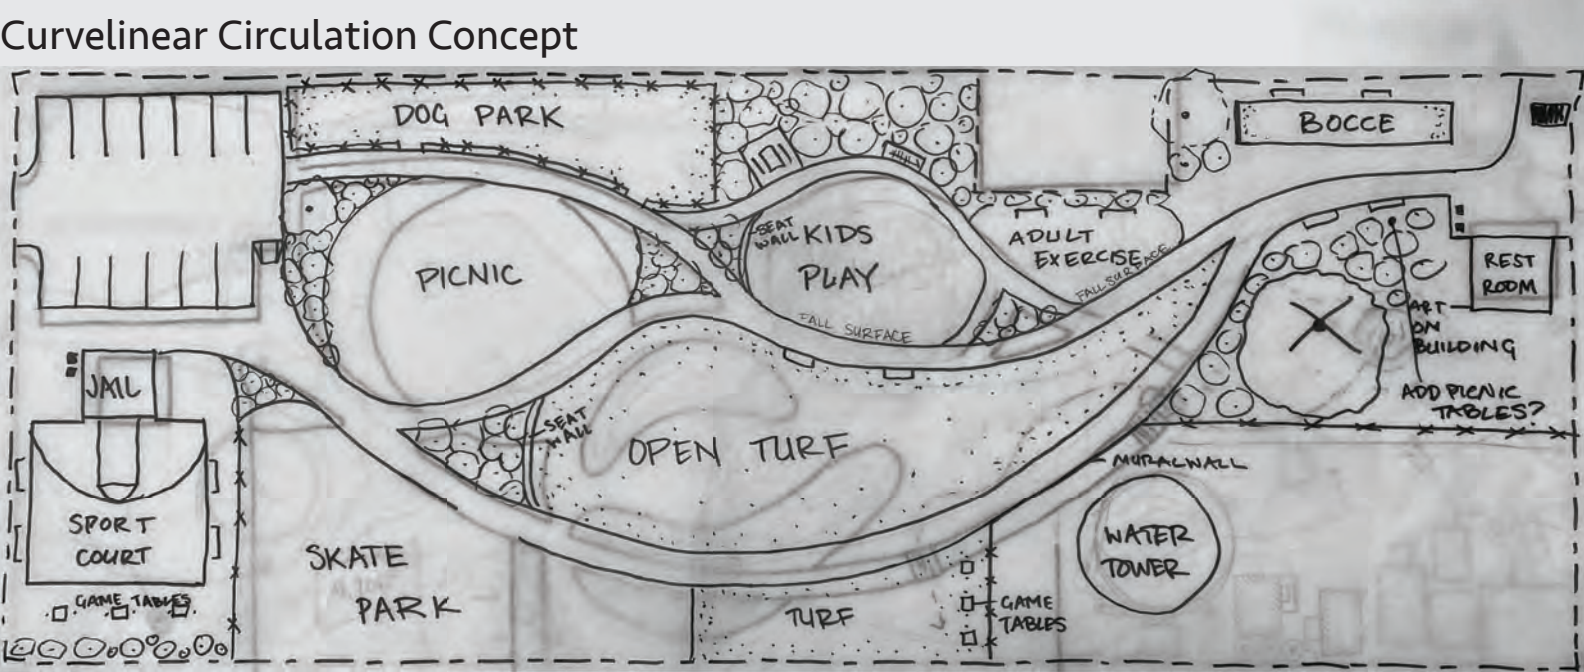 Curvelinear Circulation Concept
DOG PARK
BOCCE
SEAT
WALL
KIDS
PLAY
ADULT
EXERCISE
FALL SURFACE
PICNIC
FALL SURFACE
REST
ROOM
ART
ON
BUILDING
ADD PICNIC
TABLES?
JAIL
SEAT
WALL
OPEN TURF
MURAL WALL
SPORT
COURT
SKATE
PARK
WATER
TOWER
GAME TABLES
TURF
GAME
TABLES